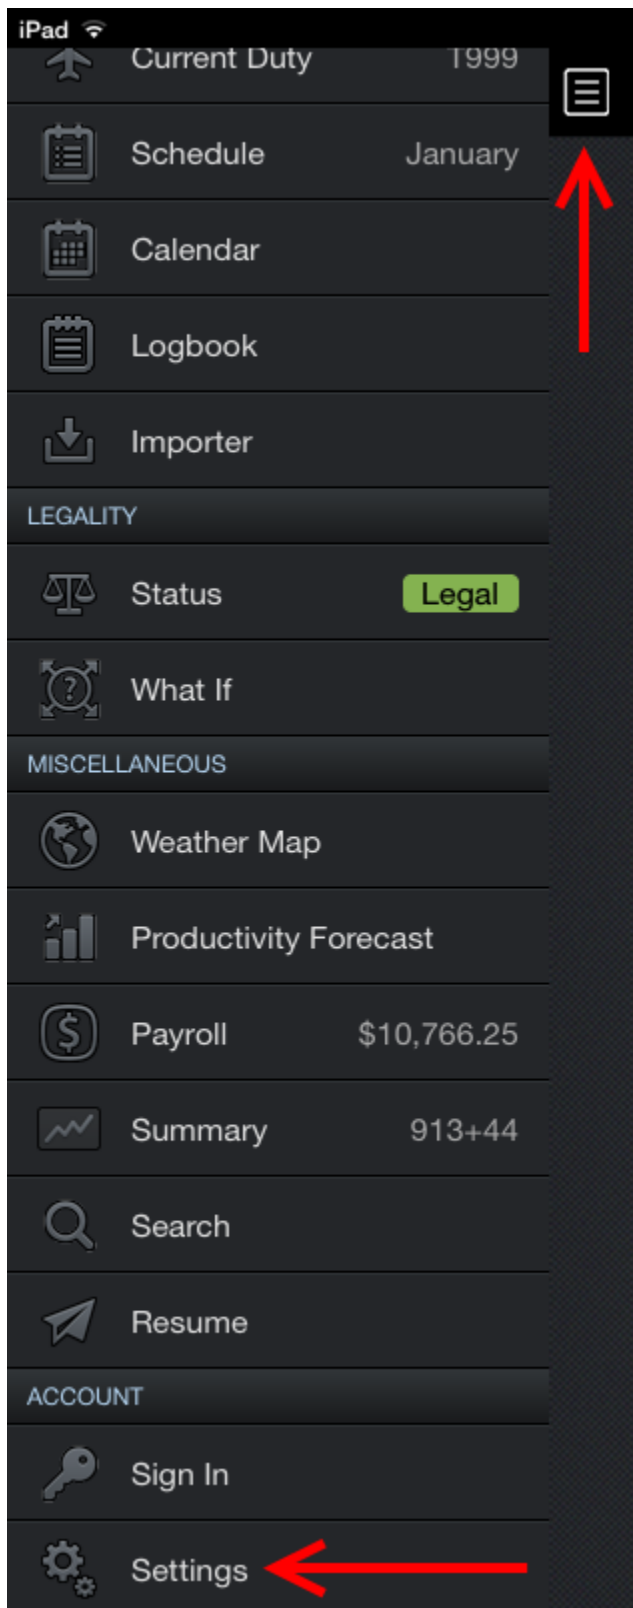 iPad
Current Duty T999
Schedule January
Calendar
Logbook
Importer
LEGALITY
Status Legal
What If
MISCELLANEOUS
Weather Map
Productivity Forecast
Payroll $10,766.25
Summary 913+44
Search
Resume
ACCOUNT
Sign In
Settings